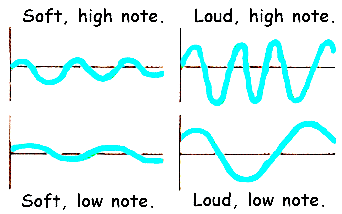 Soft, high note.
Loud, high note.
Soft, low note.
Loud, low note.